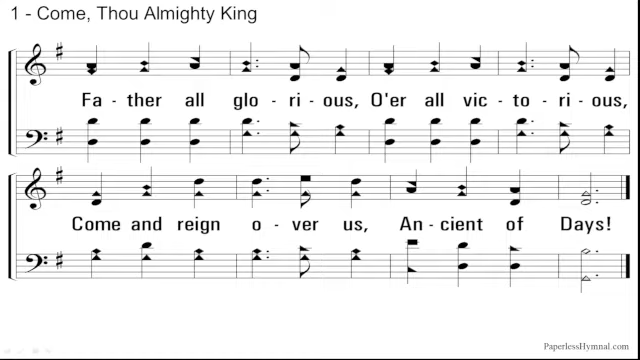 1 - Come, Thou Almighty King
Fa - ther all glo - ri - ous, O'er all vic - to - ri - ous,
Come and reign o - ver us, An - cient of Days!
PaperlessHymnal.com